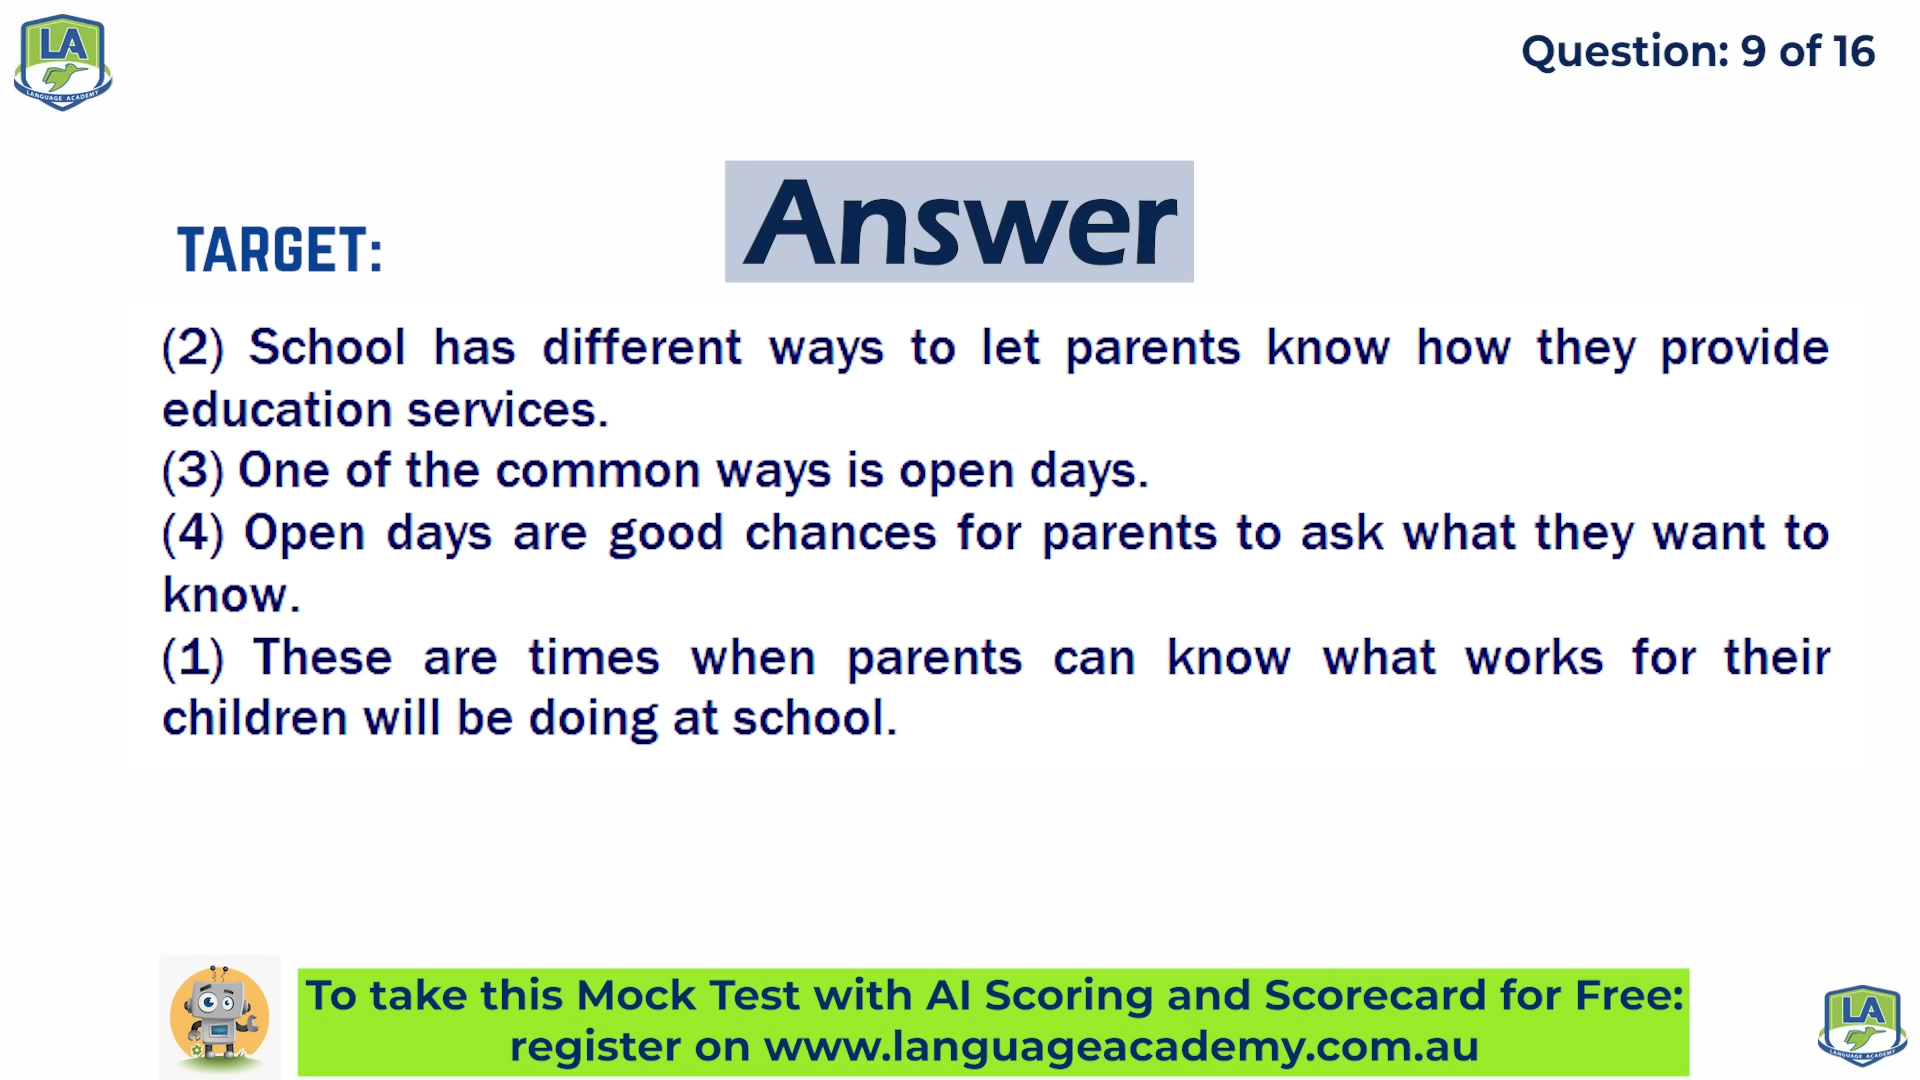 LA
LANGUAGE ACADEMY
Question: 9 of 16
Answer
TARGET:
(2) School has different ways to let parents know how they provide
education services.
(3) One of the common ways is open days.
(4) Open days are good chances for parents to ask what they want to
know.
(1) These are times when parents can know what works for their
children will be doing at school.
To take this Mock Test with AI Scoring and Scorecard for Free:
register on www.languageacademy.com.au
LA
LANGUAGE ACADEMY